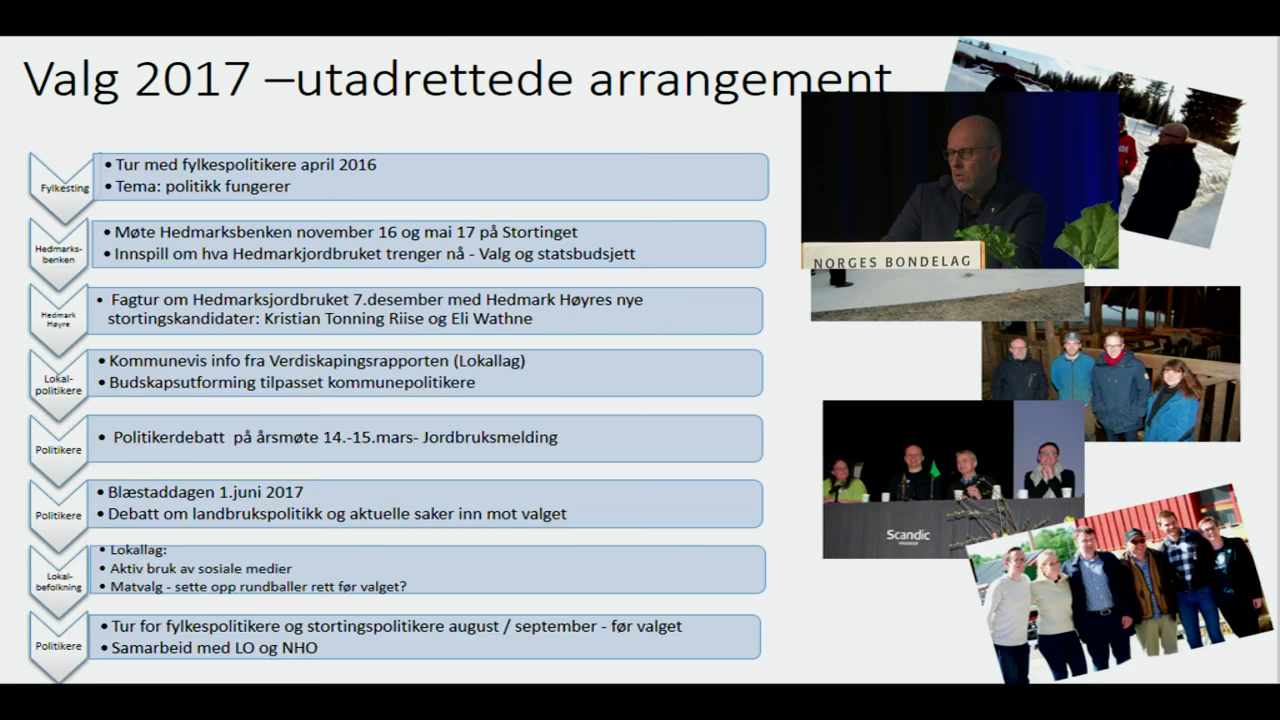 Valg 2017 –utadrettede arrangement
Fylkesting
• Tur med fylkespolitikere april 2016
• Tema: politikk fungerer
Hedmarks-
benken
• Møte Hedmarksbenken november 16 og mai 17 på Stortinget
• Innspill om hva Hedmarkjordbruket trenger nå - Valg og statsbudsjett
Hedmark
Høyre
• Fagtur om Hedmarksjordbruket 7.desember med Hedmark Høyres nye
stortingskandidater: Kristian Tonning Riise og Eli Wathne
Lokal-
politikere
• Kommunevis info fra Verdiskapingsrapporten (Lokallag)
• Budskapsutforming tilpasset kommunepolitikere
Politikere
• Politikerdebatt på årsmøte 14.-15.mars- Jordbruksmelding
Politikere
• Blæstaddagen 1.juni 2017
• Debatt om landbrukspolitikk og aktuelle saker inn mot valget
Lokal-
befolkning
• Lokallag:
• Aktiv bruk av sosiale medier
• Matvalg - sette opp rundballer rett før valget?
Politikere
• Tur for fylkespolitikere og stortingspolitikere august / september - før valget
• Samarbeid med LO og NHO
NORGES BONDELAG
Scandic